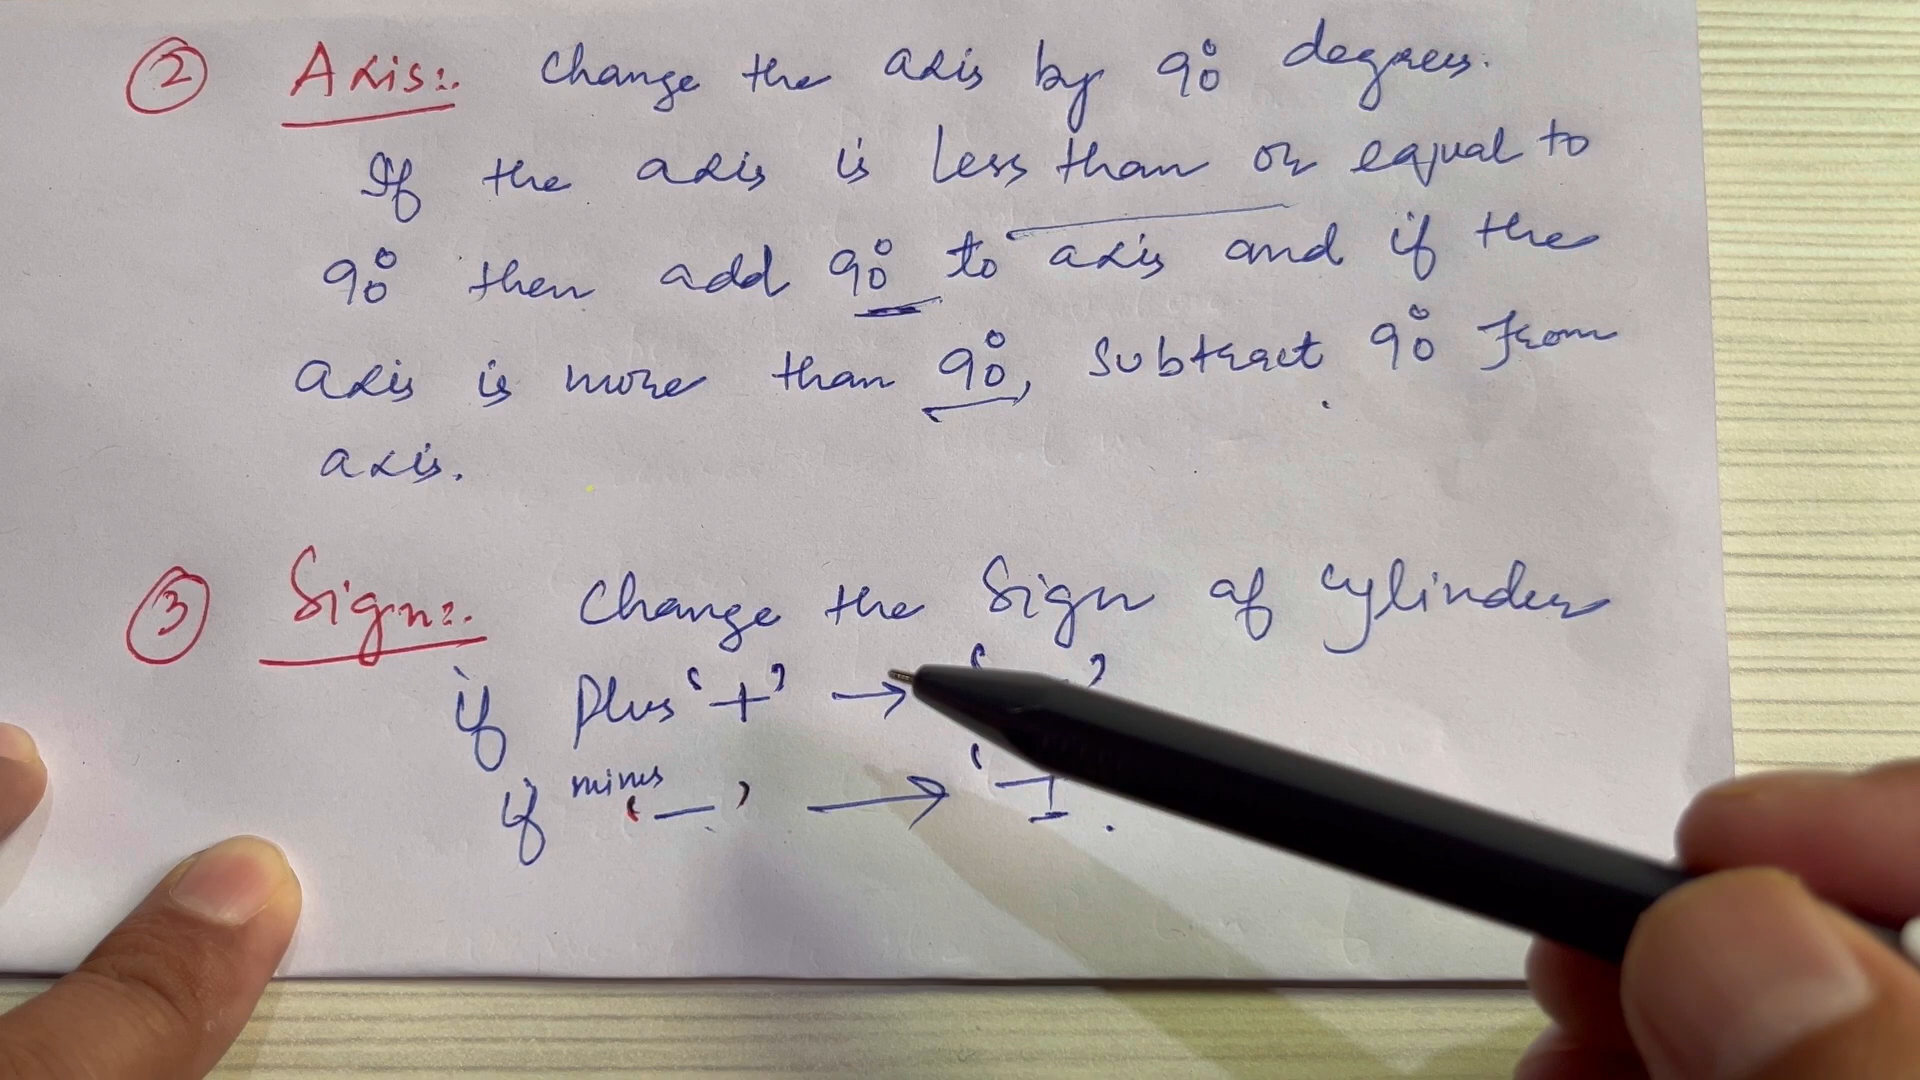 ② Axis:. Change the axis by 90° degrees.
If the axis is less than or equal to
90° then add 90° to axis and if the
axis is more than 90°, subtract 90° from
axis.
③ Sign:. Change the sign of cylinder
if Plus ‘+’ → ‘-’
if minus ‘-’ → ‘+’.